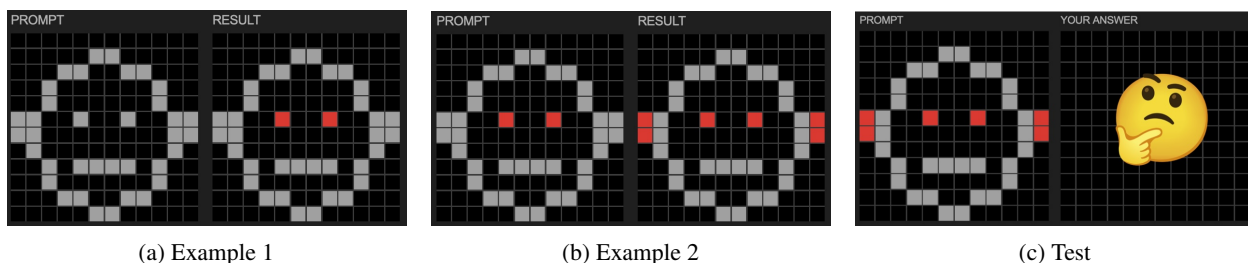 PROMPT RESULT PROMPT RESULT PROMPT YOUR ANSWER
(a) Example 1 (b) Example 2 (c) Test